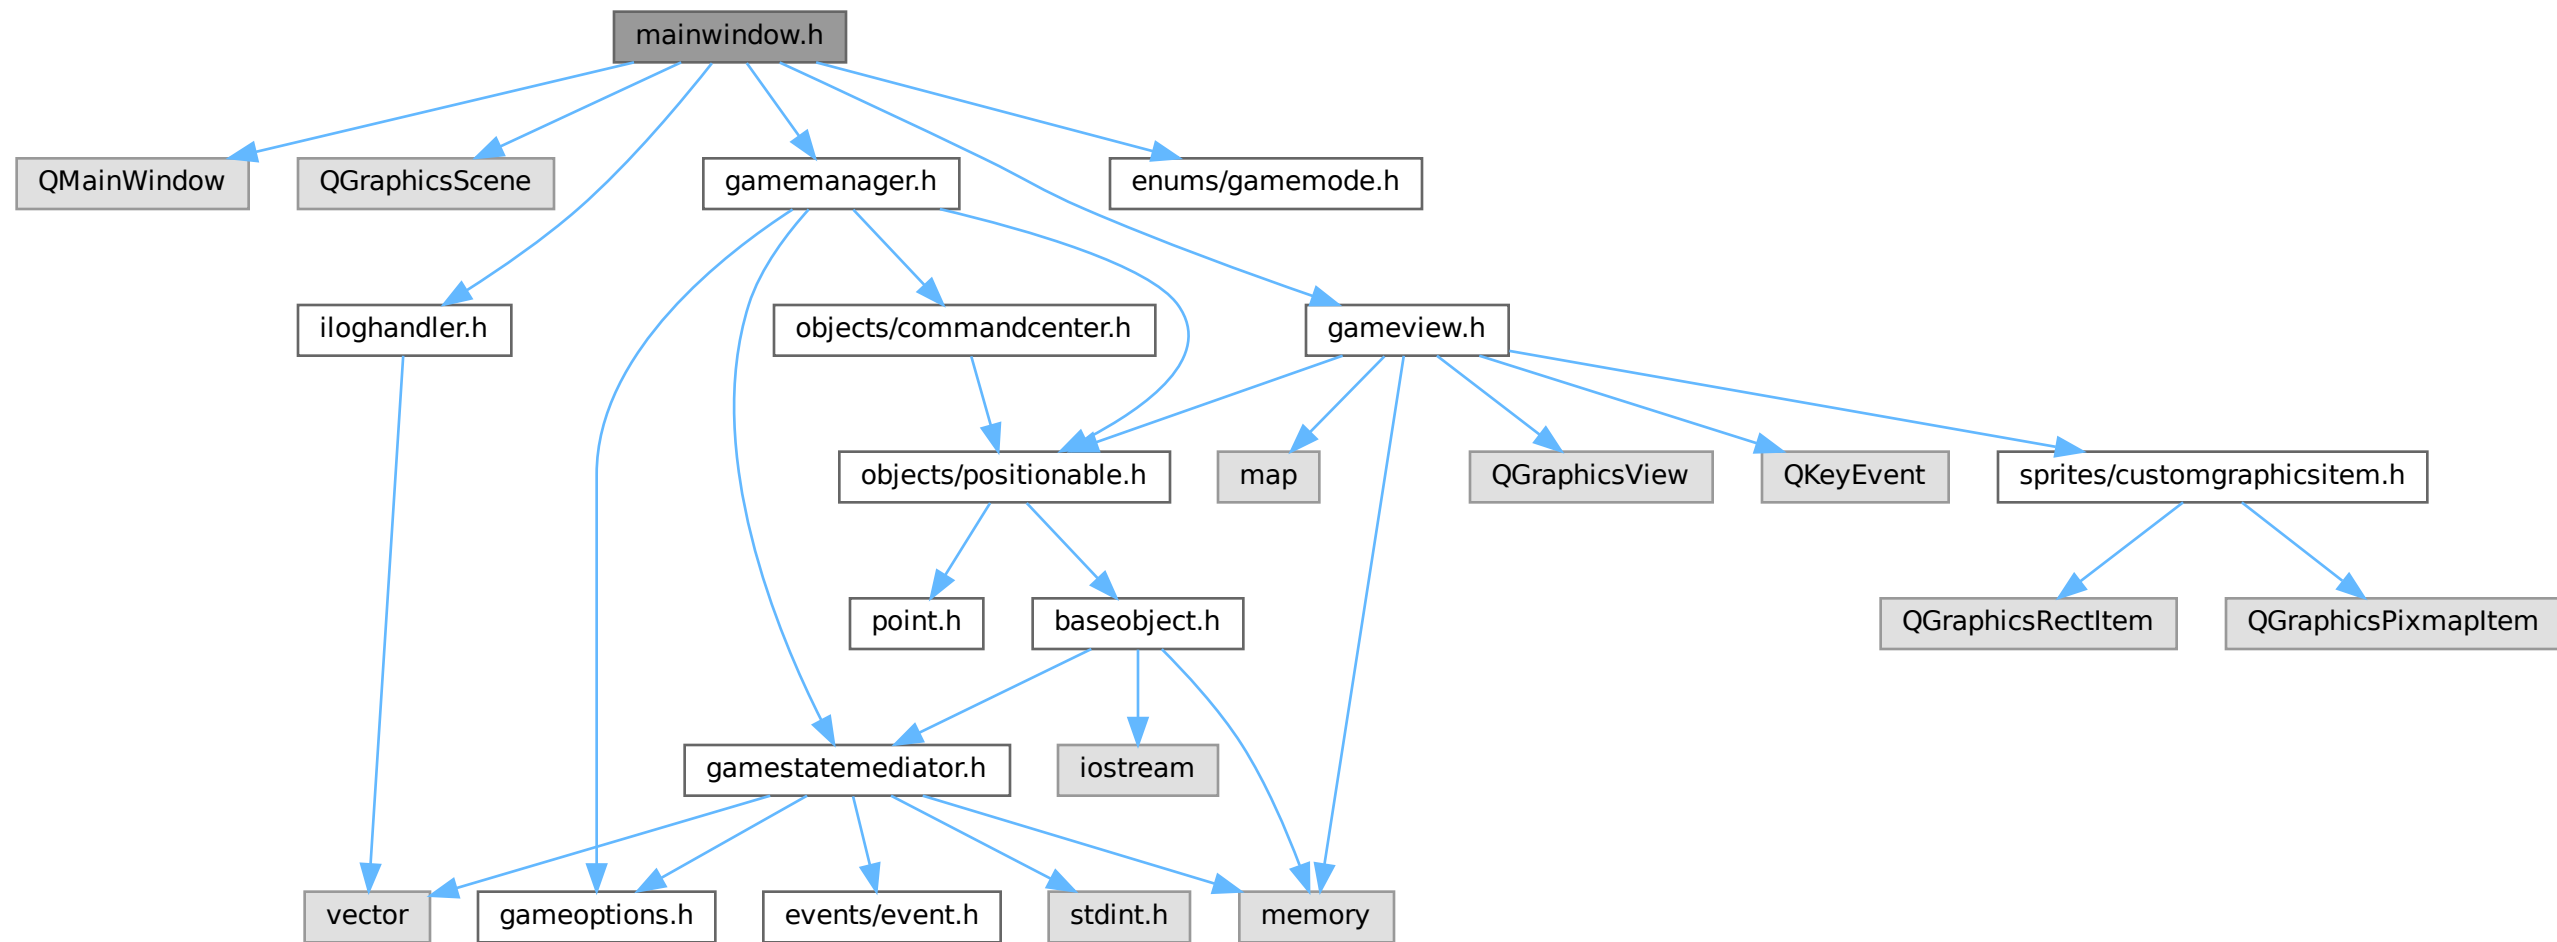 mainwindow.h
QMainWindow
QGraphicsScene
gamemanager.h
enums/gamemode.h
iloghandler.h
objects/commandcenter.h
gameview.h
objects/positionable.h
map
QGraphicsView
QKeyEvent
sprites/customgraphicsitem.h
point.h
baseobject.h
QGraphicsRectItem
QGraphicsPixmapItem
gamestatemediator.h
iostream
vector
gameoptions.h
events/event.h
stdint.h
memory